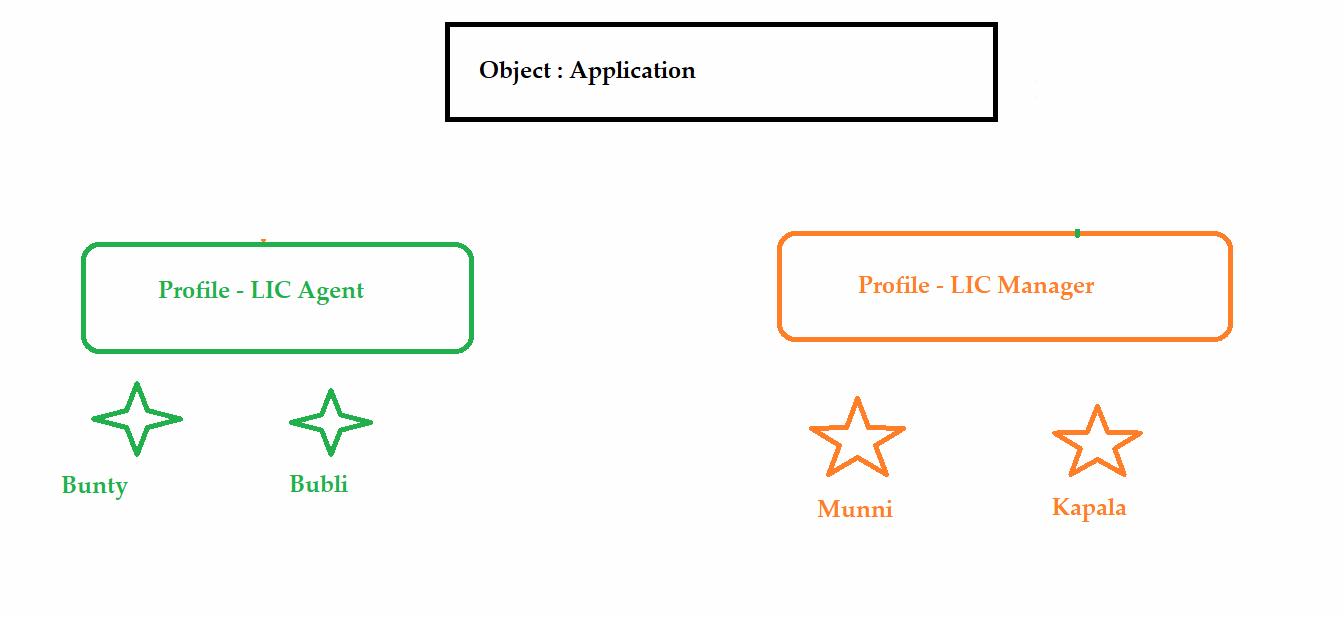 Object : Application
Profile - LIC Agent
Profile - LIC Manager
Bunty
Bubli
Munni
Kapala